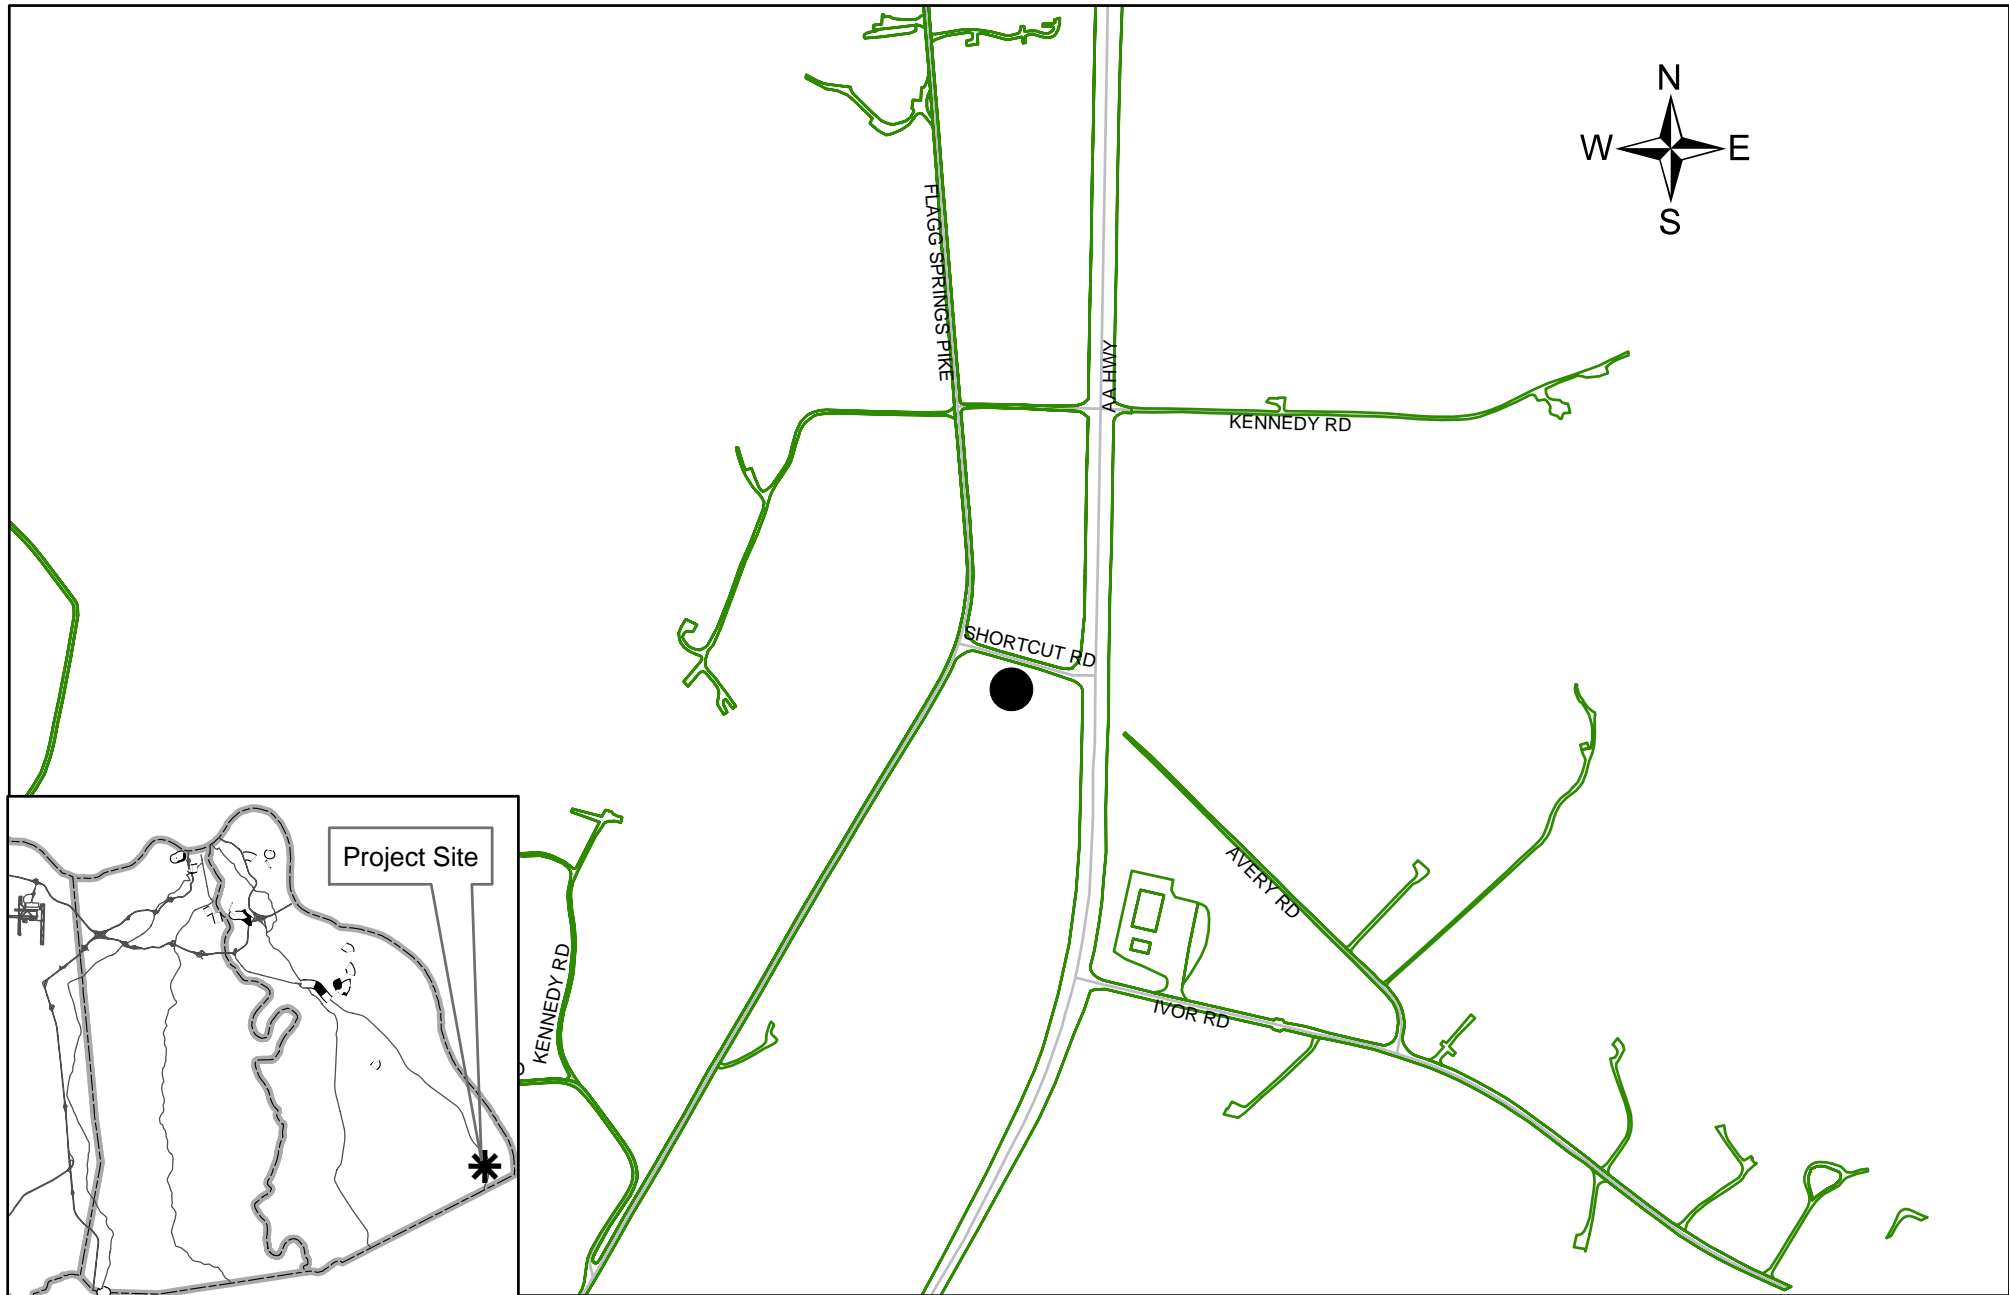 N
W E
S
FLAGG SPRINGS PIKE
AA HWY
KENNEDY RD
SHORTCUT RD
Project Site
AVERY RD
KENNEDY RD
IVOR RD